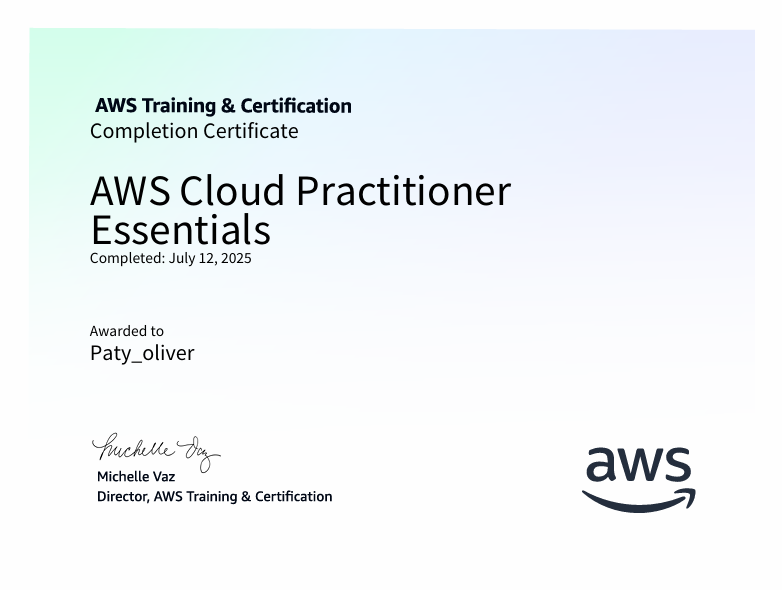 AWS Training & Certification
Completion Certificate
AWS Cloud Practitioner
Essentials
Completed: July 12, 2025
Awarded to
Paty_oliver
Michelle Vaz
Michelle Vaz
Director, AWS Training & Certification
aws